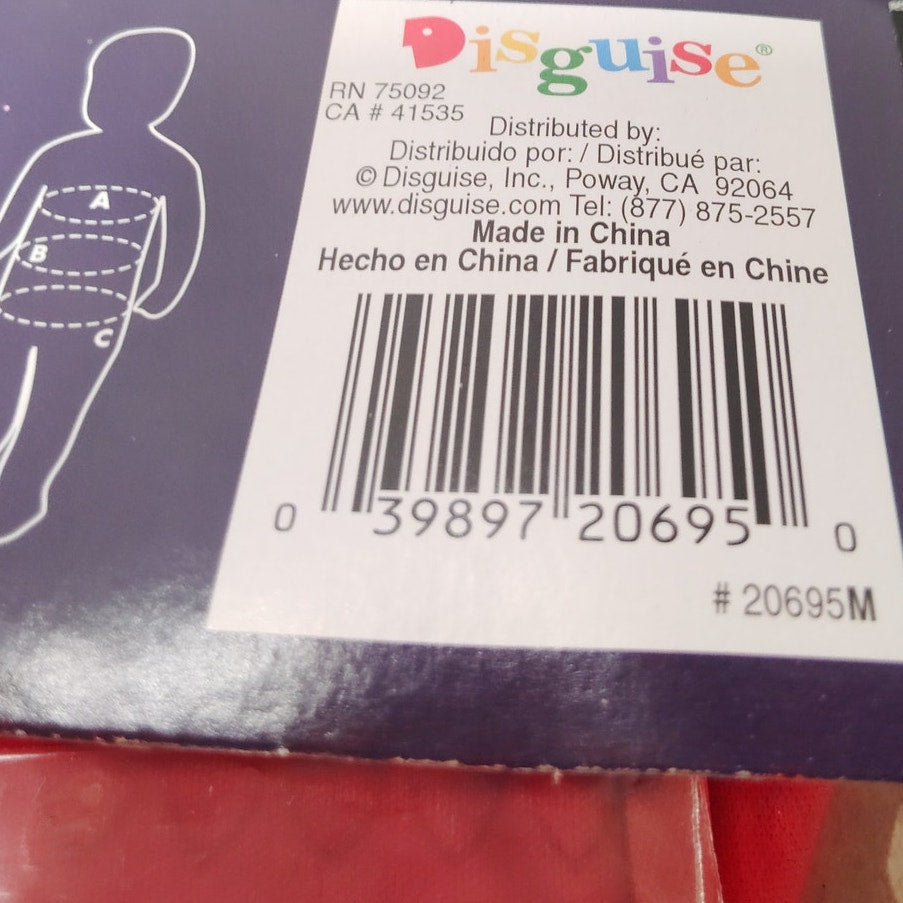 Disguise®
RN 75092
CA # 41535
Distributed by:
Distribuido por: / Distribué par:
© Disguise, Inc., Poway, CA 92064
www.disguise.com Tel: (877) 875-2557
Made in China
Hecho en China / Fabriqué en Chine
A
B
C
0 39897 20695 0
# 20695M